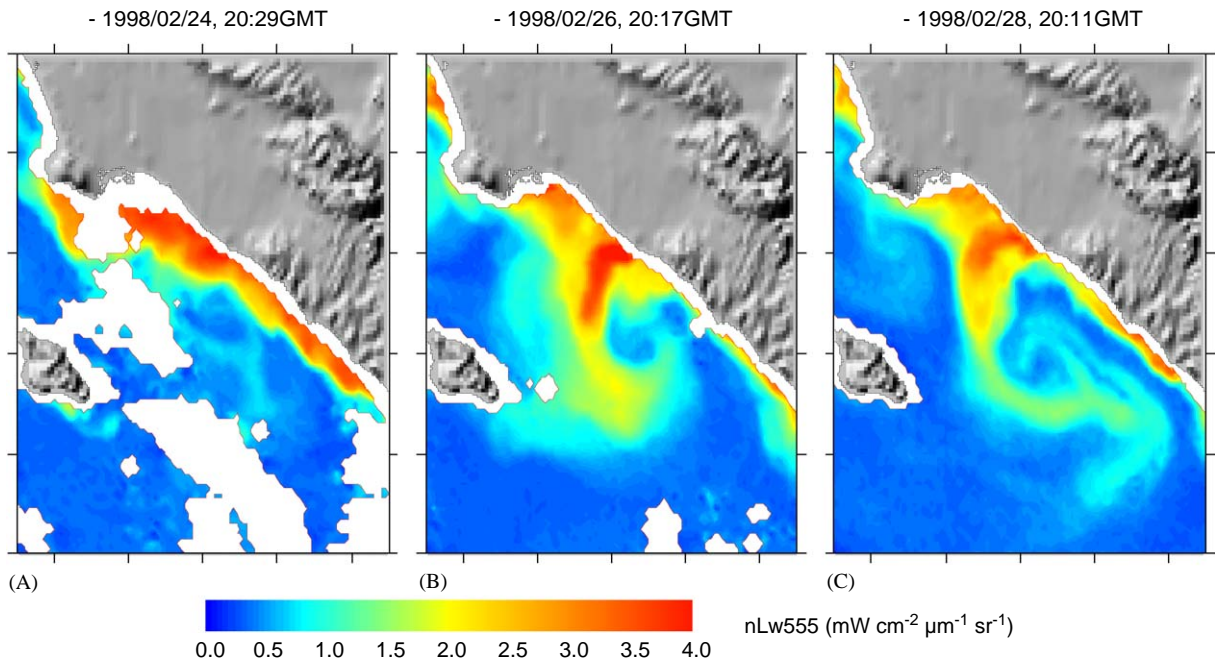 - 1998/02/24, 20:29GMT
- 1998/02/26, 20:17GMT
- 1998/02/28, 20:11GMT
(A)
(B)
(C)
0.0 0.5 1.0 1.5 2.0 2.5 3.0 3.5 4.0
nLw555 (mW cm⁻² µm⁻¹ sr⁻¹)